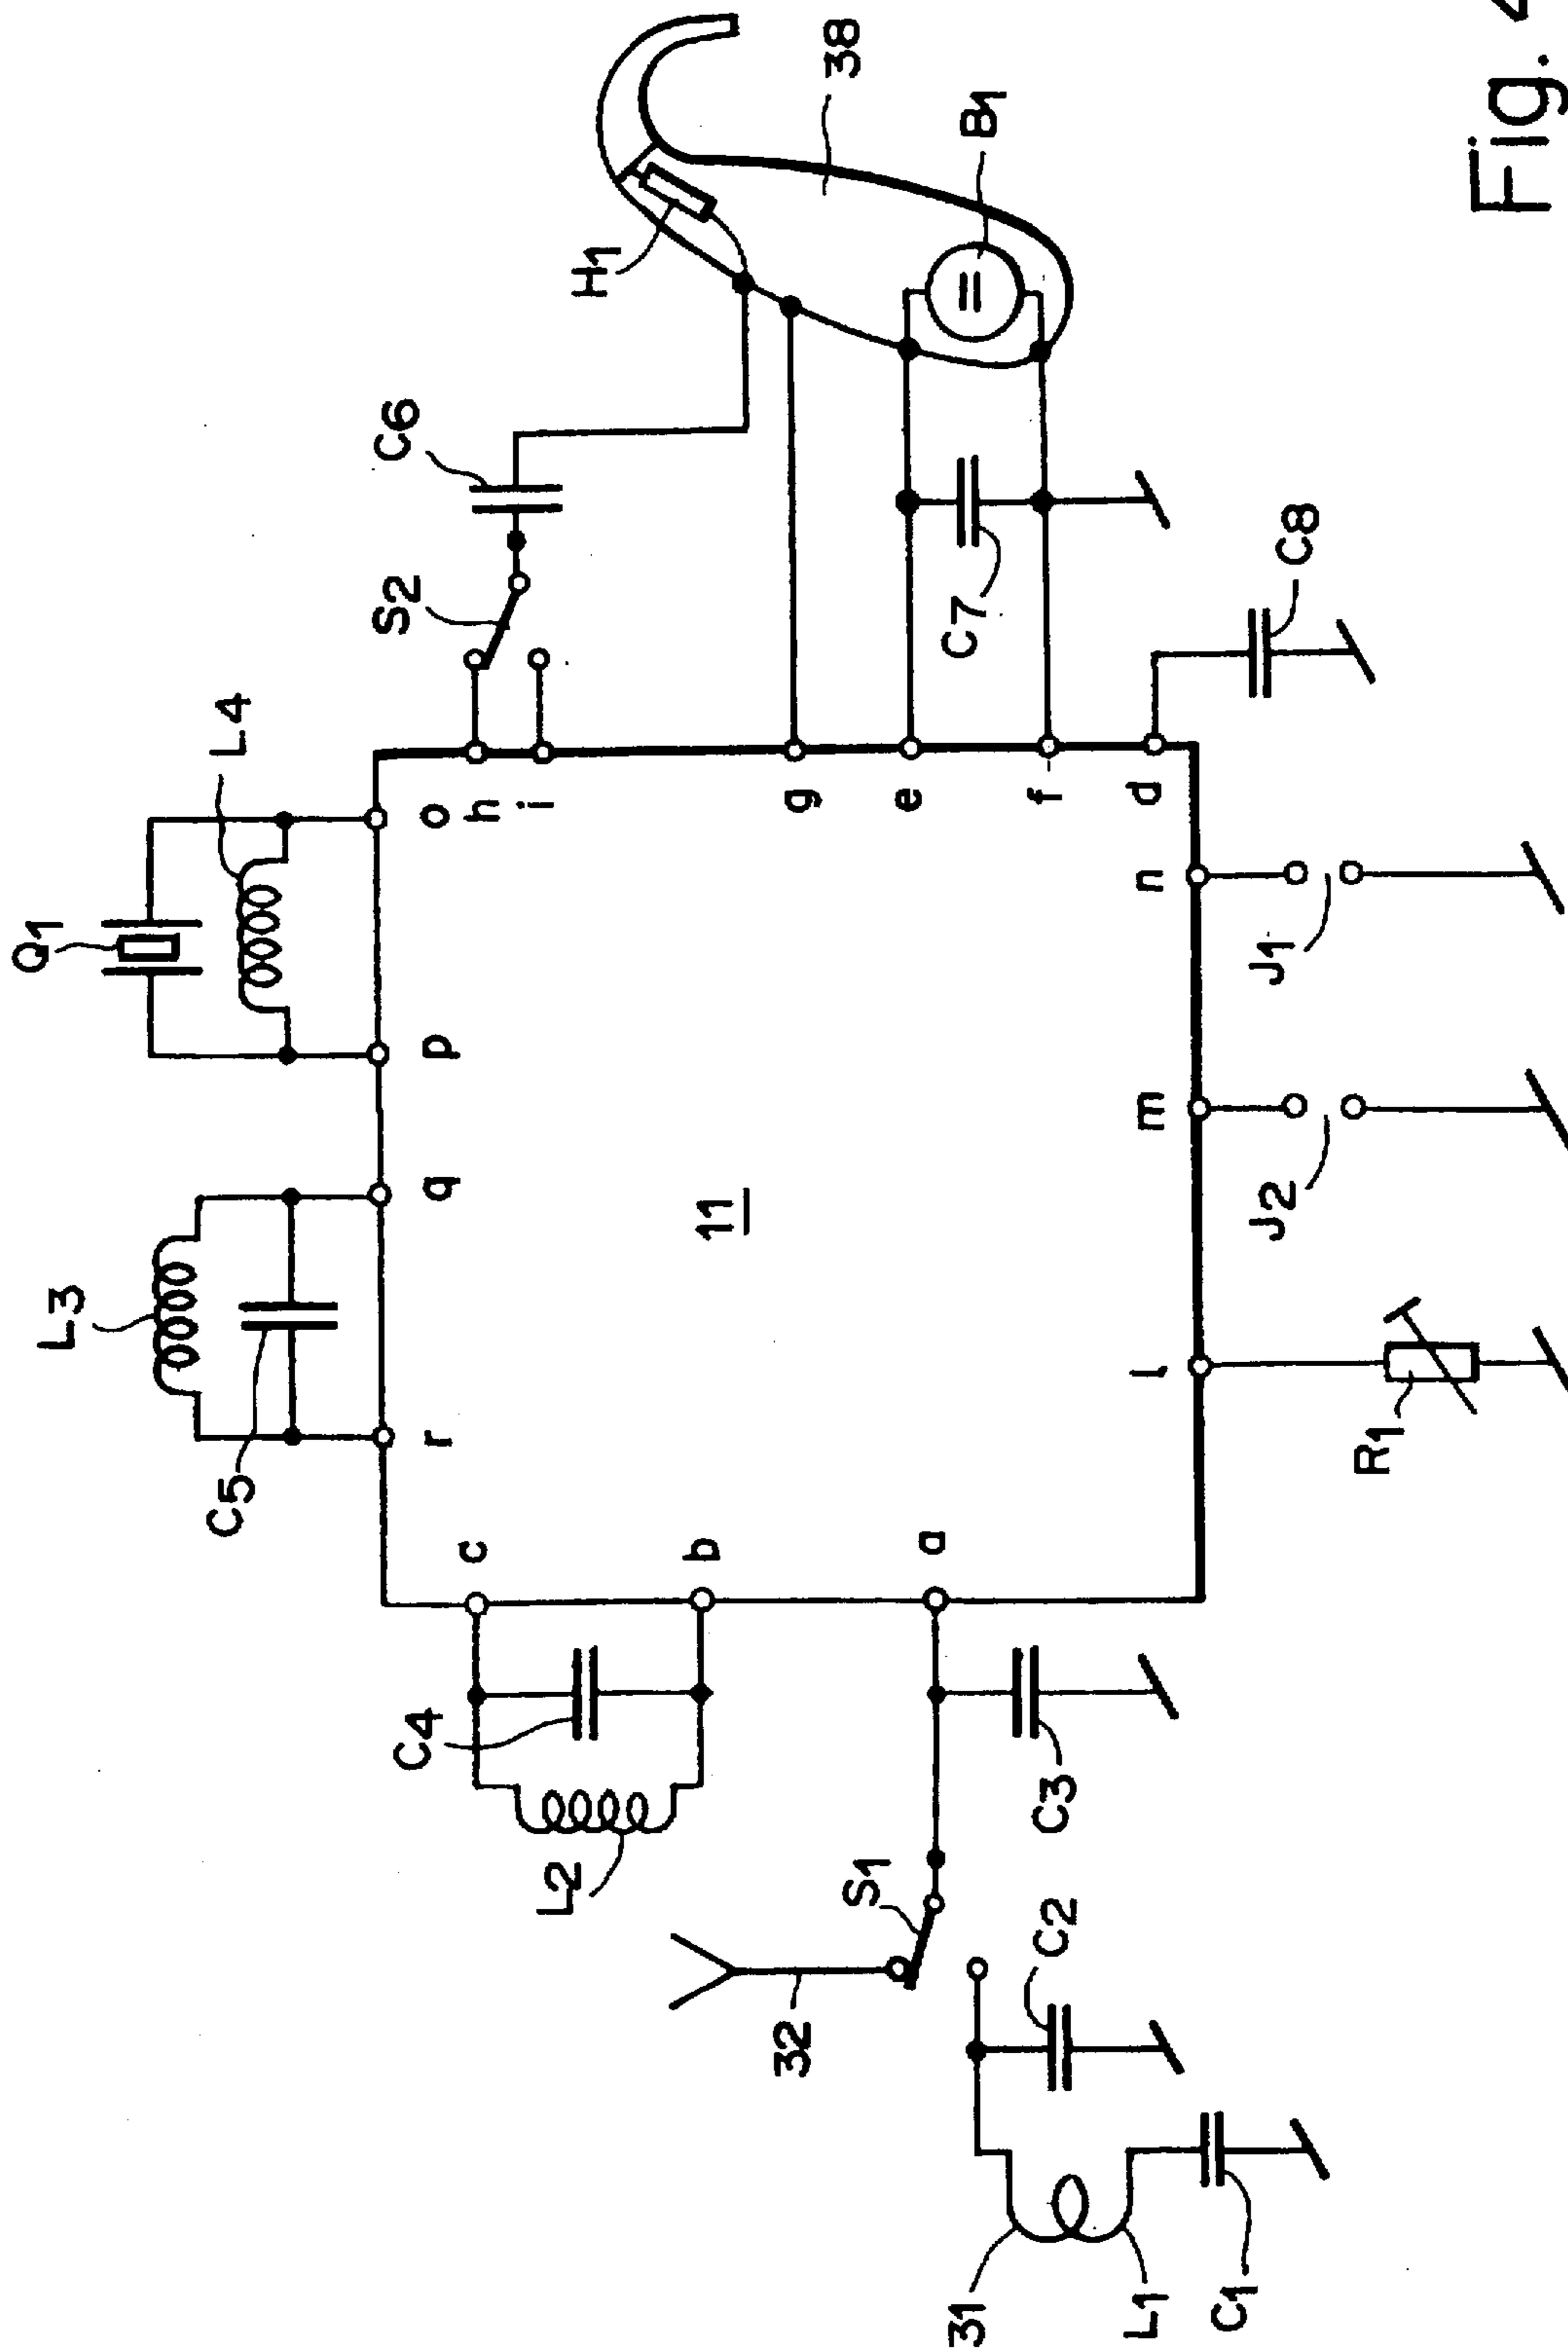 Q1
L3
C5 L4
C4 S2 C6
r q p o
c h
i
L2 H1
b 11
32 g
S1 38
a e
31 C7 B1
C2 C3 f
L1 l m n d
C1 J2 J1 C8
R1
Fig. 4